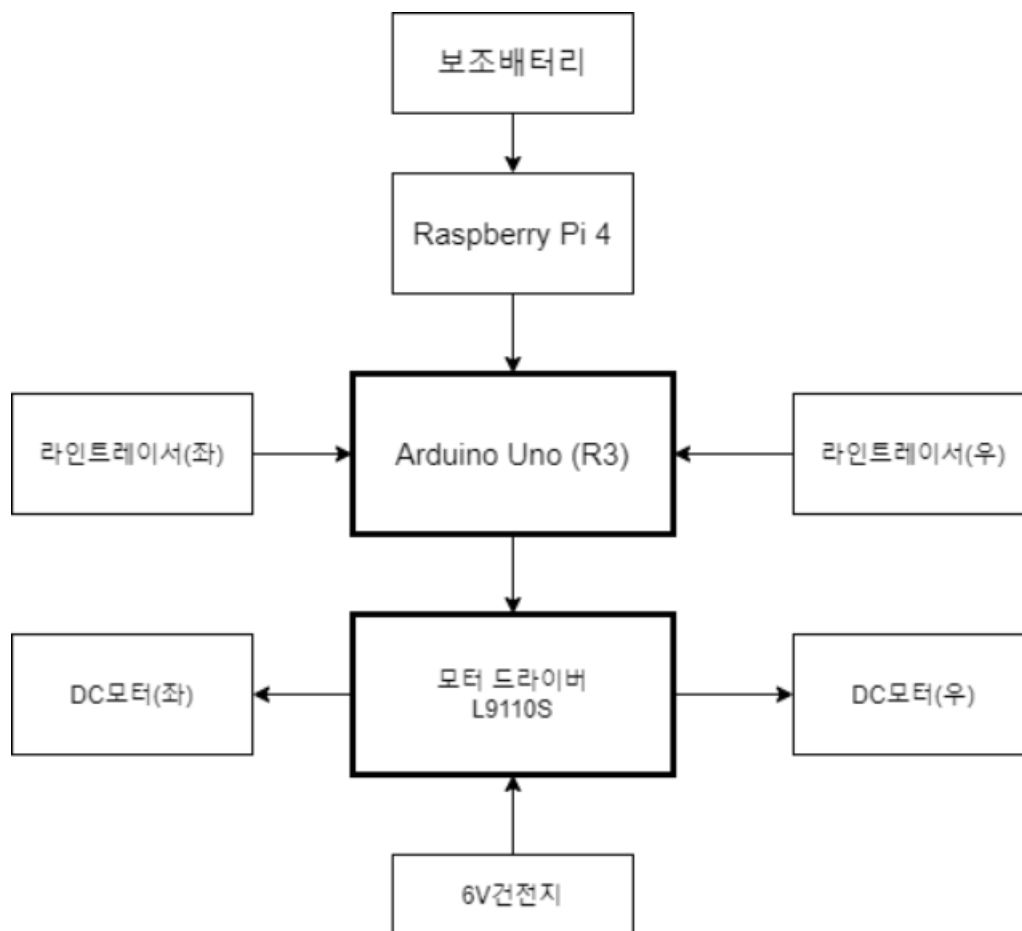 보조배터리
Raspberry Pi 4
라인트레이서(좌)
Arduino Uno (R3)
라인트레이서(우)
DC모터(좌)
모터 드라이버
L9110S
DC모터(우)
6V건전지